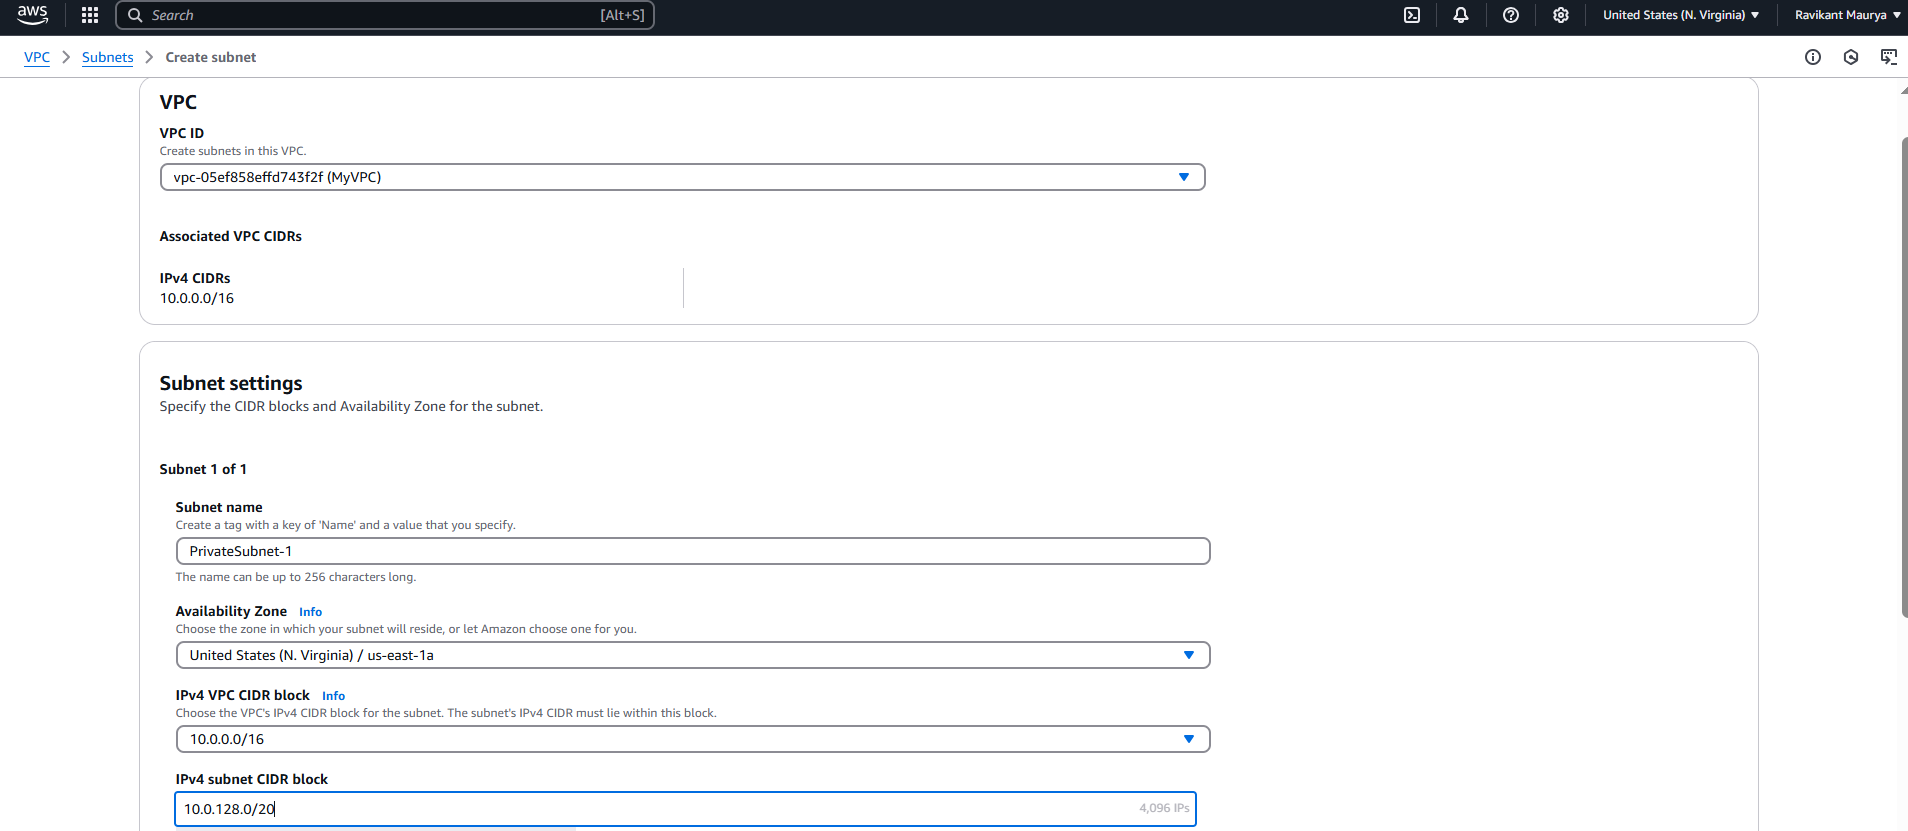 aws
Search [Alt+S]
United States (N. Virginia) Ravikant Maurya
VPC Subnets Create subnet
VPC
VPC ID
Create subnets in this VPC.
vpc-05ef858effd743f2f (MyVPC)
Associated VPC CIDRs
IPv4 CIDRs
10.0.0.0/16
Subnet settings
Specify the CIDR blocks and Availability Zone for the subnet.
Subnet 1 of 1
Subnet name
Create a tag with a key of 'Name' and a value that you specify.
PrivateSubnet-1
The name can be up to 256 characters long.
Availability Zone Info
Choose the zone in which your subnet will reside, or let Amazon choose one for you.
United States (N. Virginia) / us-east-1a
IPv4 VPC CIDR block Info
Choose the VPC's IPv4 CIDR block for the subnet. The subnet's IPv4 CIDR must lie within this block.
10.0.0.0/16
IPv4 subnet CIDR block
10.0.128.0/20 4,096 IPs